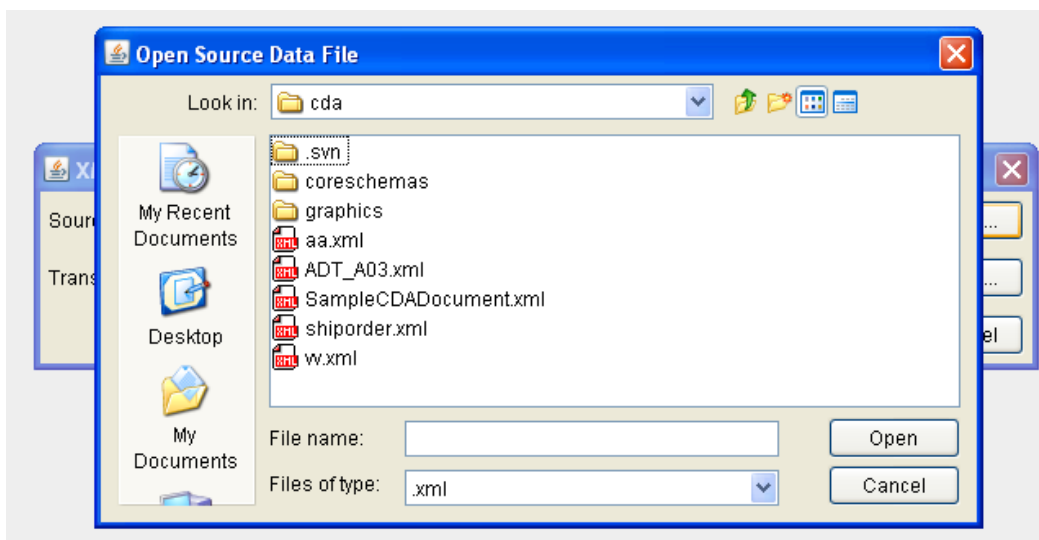 Open Source Data File
Look in: cda
.svn
coreschemas
graphics
aa.xml
ADT_A03.xml
SampleCDADocument.xml
shiporder.xml
vv.xml
My Recent
Documents
Desktop
My
Documents
File name:
Open
Files of type: .xml
Cancel
...
...